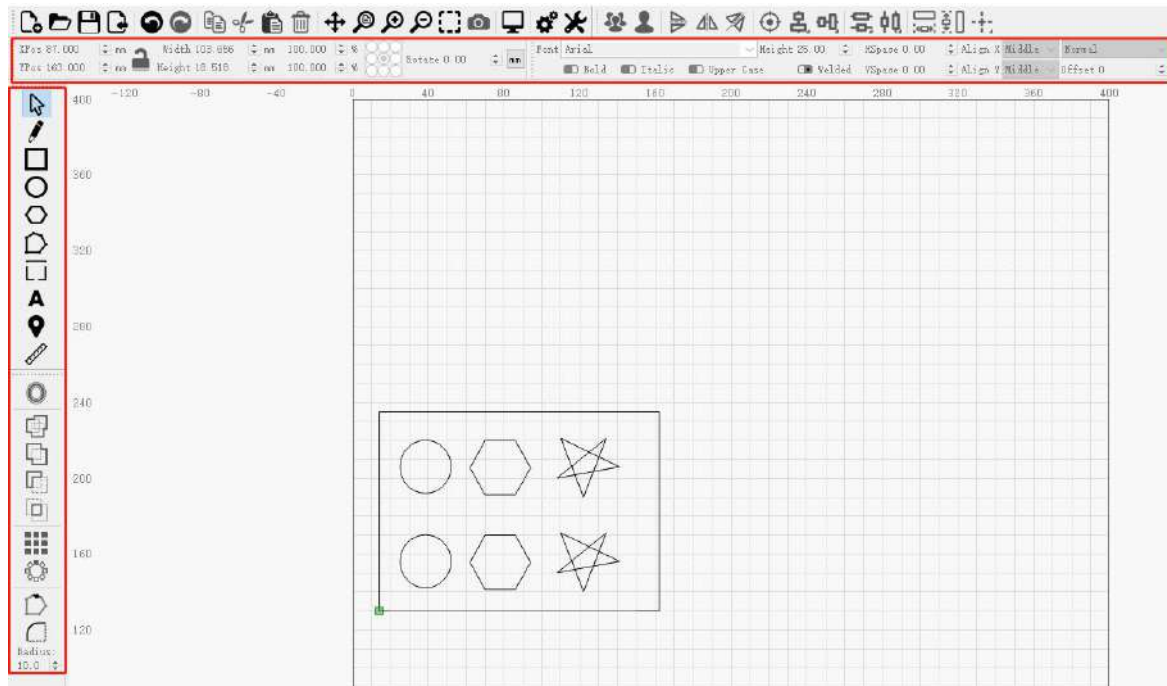 XPos 87.000 mm Width 103.686 mm 100.000 % Rotate 0.00 mm Font Arial Height 25.00 HSpace 0.00 Align X Middle Normal
YPos 163.000 mm Height 18.518 mm 100.000 % Bold Italic Upper Case Welded VSpace 0.00 Align Y Middle Offset 0
-120 -80 -40 0 40 80 120 160 200 240 280 320 360 400
400
360
320
A
280
240
200
160
120
Radius:
10.0